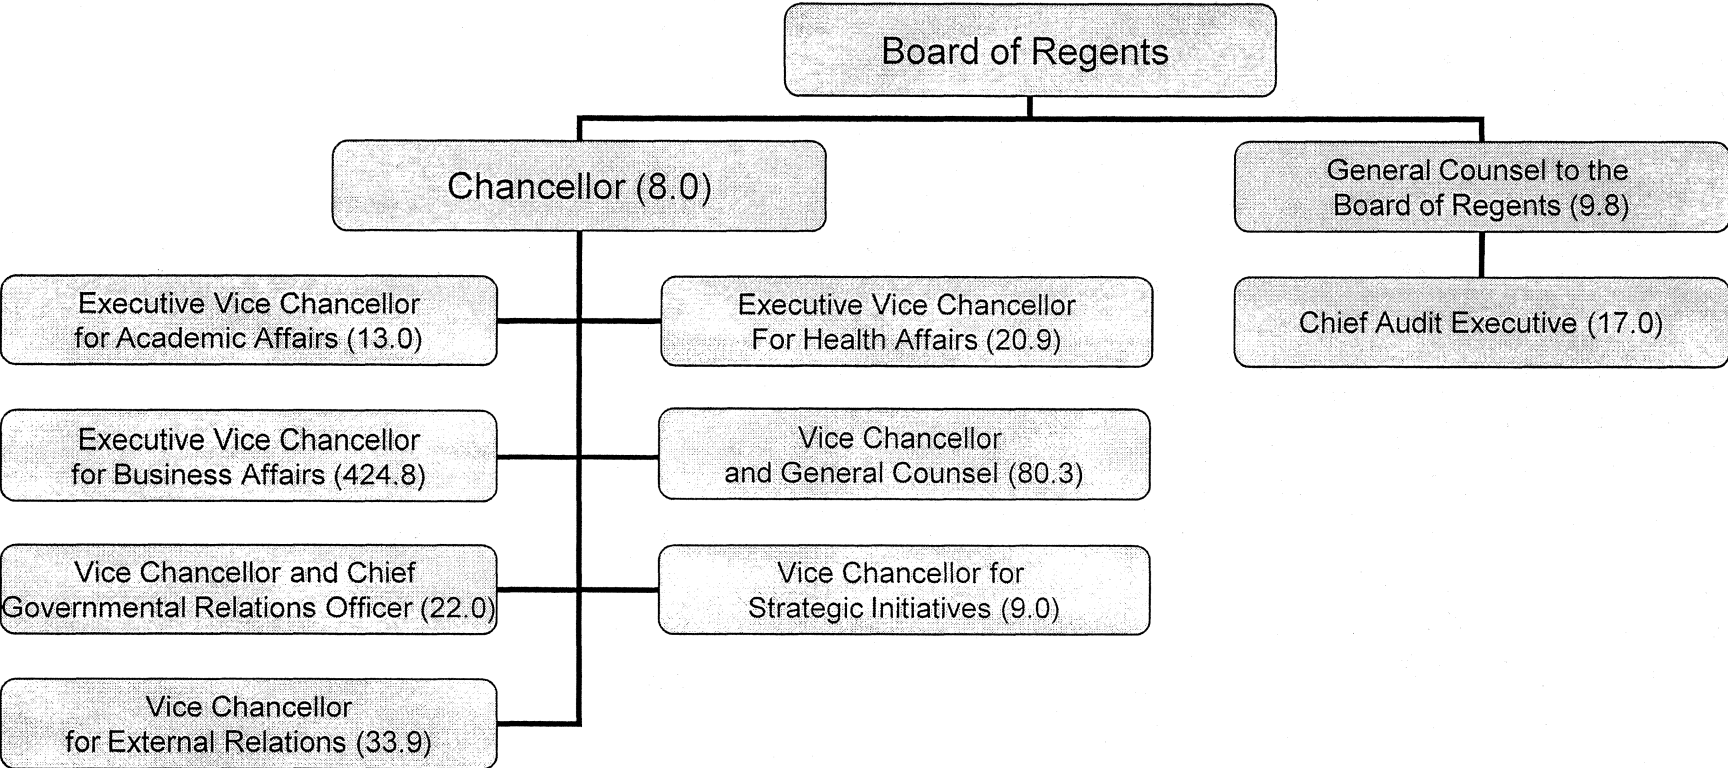 Board of Regents
Chancellor (8.0)
General Counsel to the
Board of Regents (9.8)
Executive Vice Chancellor
for Academic Affairs (13.0)
Executive Vice Chancellor
For Health Affairs (20.9)
Chief Audit Executive (17.0)
Executive Vice Chancellor
for Business Affairs (424.8)
Vice Chancellor
and General Counsel (80.3)
Vice Chancellor and Chief
Governmental Relations Officer (22.0)
Vice Chancellor for
Strategic Initiatives (9.0)
Vice Chancellor
for External Relations (33.9)